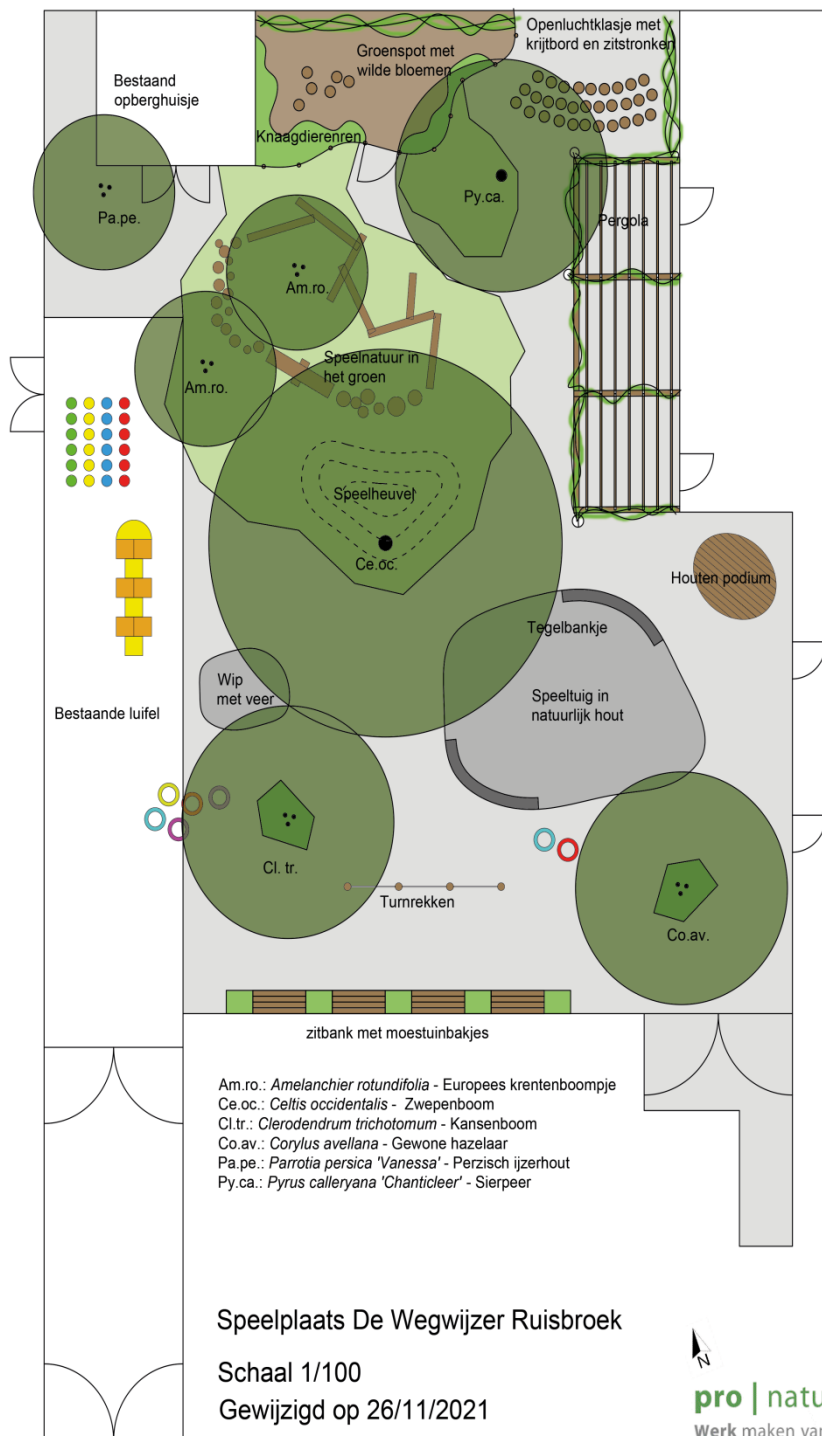 Openluchtklasje met
krijtbord en zitstronken
Groenspot met
wilde bloemen
Bestaand
opberghuisje
Knaagdierenren
Py.ca.
Pa.pe.
Pergola
Am.ro.
Speelnatuur in
het groen
Am.ro.
Speelheuvel
Ce.oc.
Houten podium
Tegelbankje
Wip
met veer
Speeltuig in
natuurlijk hout
Bestaande luifel
Cl. tr.
Turnrekken
Co.av.
zitbank met moestuinbakjes
Am.ro.: Amelanchier rotundifolia - Europees krentenboompje
Ce.oc.: Celtis occidentalis - Zwepenboom
Cl.tr.: Clerodendrum trichotomum - Kansenboom
Co.av.: Corylus avellana - Gewone hazelaar
Pa.pe.: Parrotia persica 'Vanessa' - Perzisch ijzerhout
Py.ca.: Pyrus calleryana 'Chanticleer' - Sierpeer
Speelplaats De Wegwijzer Ruisbroek
N
Schaal 1/100
Gewijzigd op 26/11/2021
pro | natu
Werk maken var